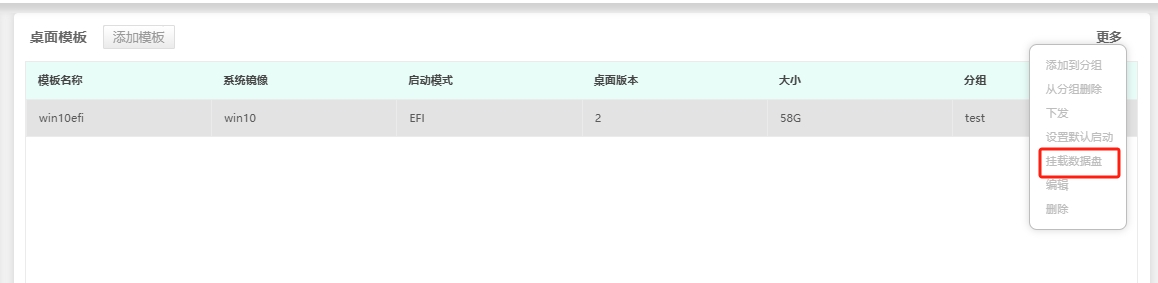 桌面模板 添加模板 更多
模板名称 系统镜像 启动模式 桌面版本 大小 分组
win10efi win10 EFI 2 58G test
添加到分组
从分组删除
下发
设置默认启动
挂载数据盘
编辑
删除